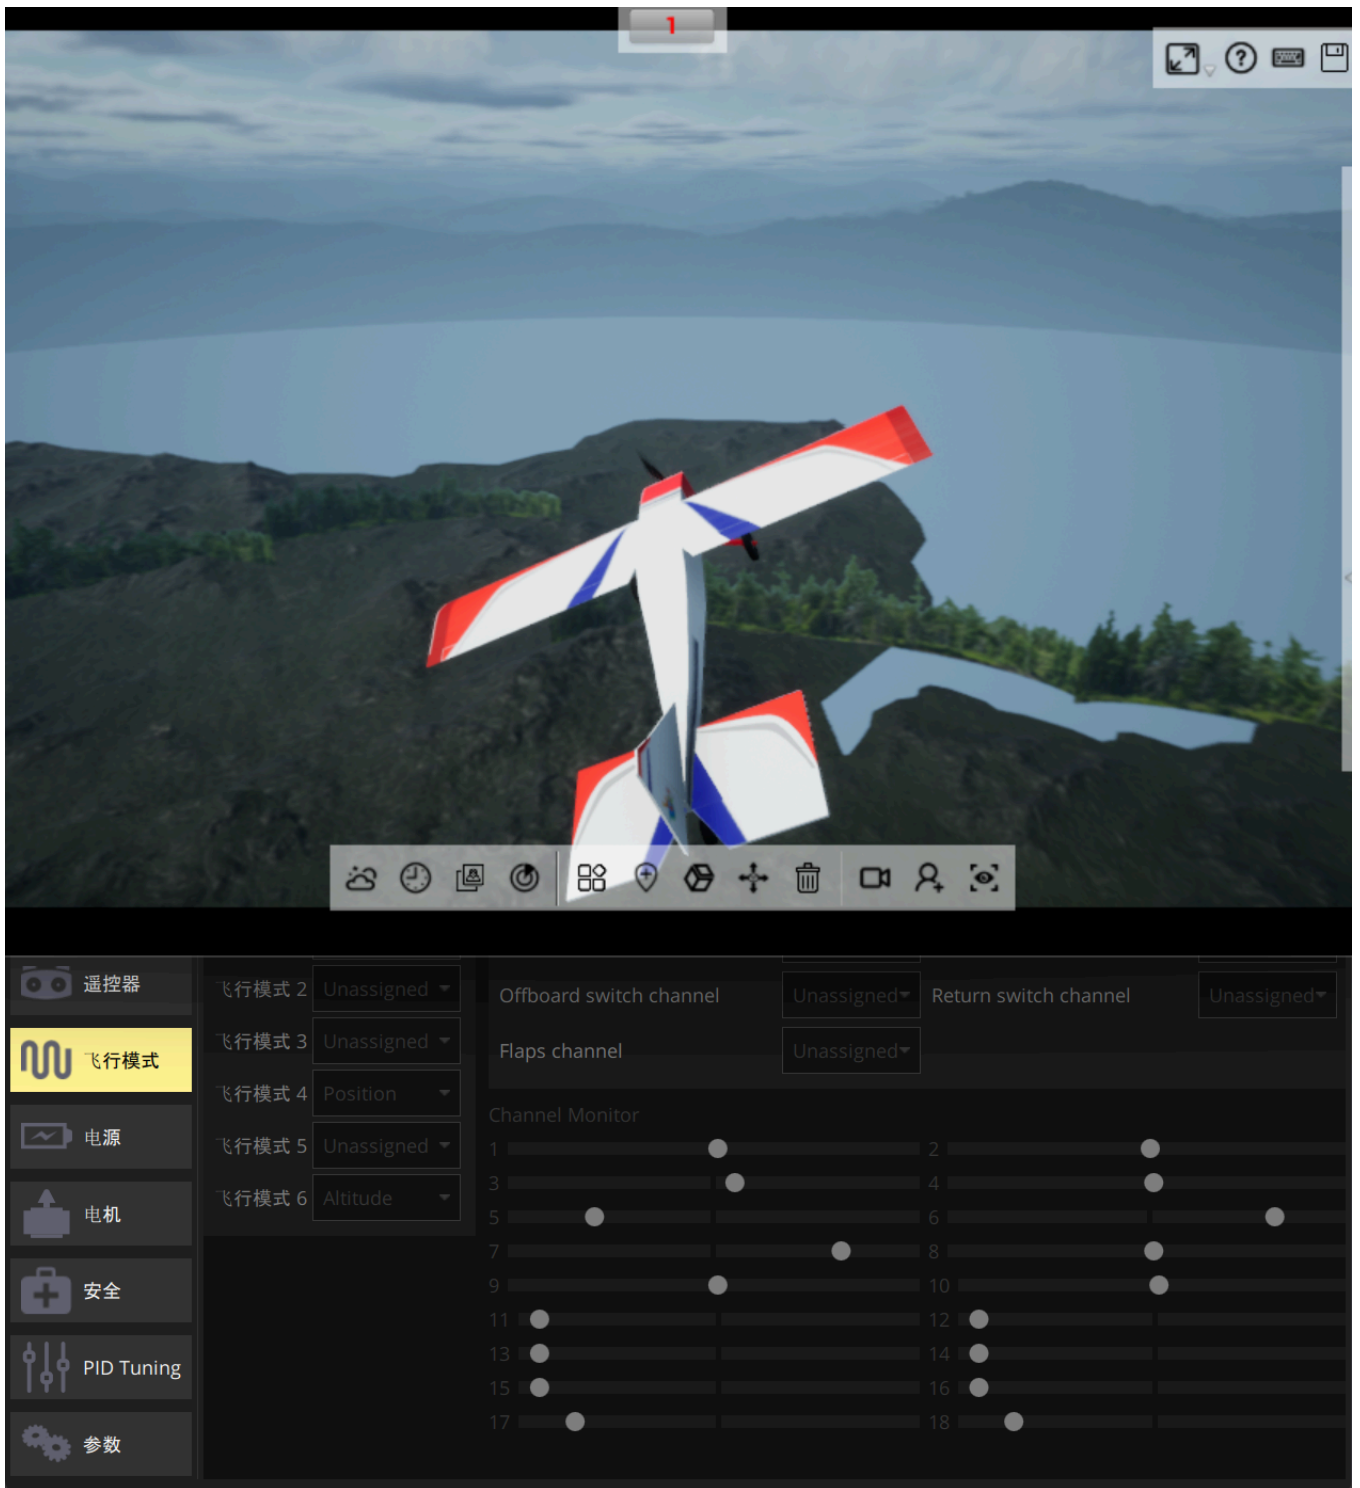 1
遥控器
飞行模式 2 Unassigned
Offboard switch channel Unassigned Return switch channel Unassigned
飞行模式
飞行模式 3 Unassigned
Flaps channel Unassigned
飞行模式 4 Position
Channel Monitor
电源
飞行模式 5 Unassigned
1 2
飞行模式 6 Altitude
3 4
电机
5 6
7 8
安全
9 10
11 12
PID Tuning
13 14
15 16
参数
17 18